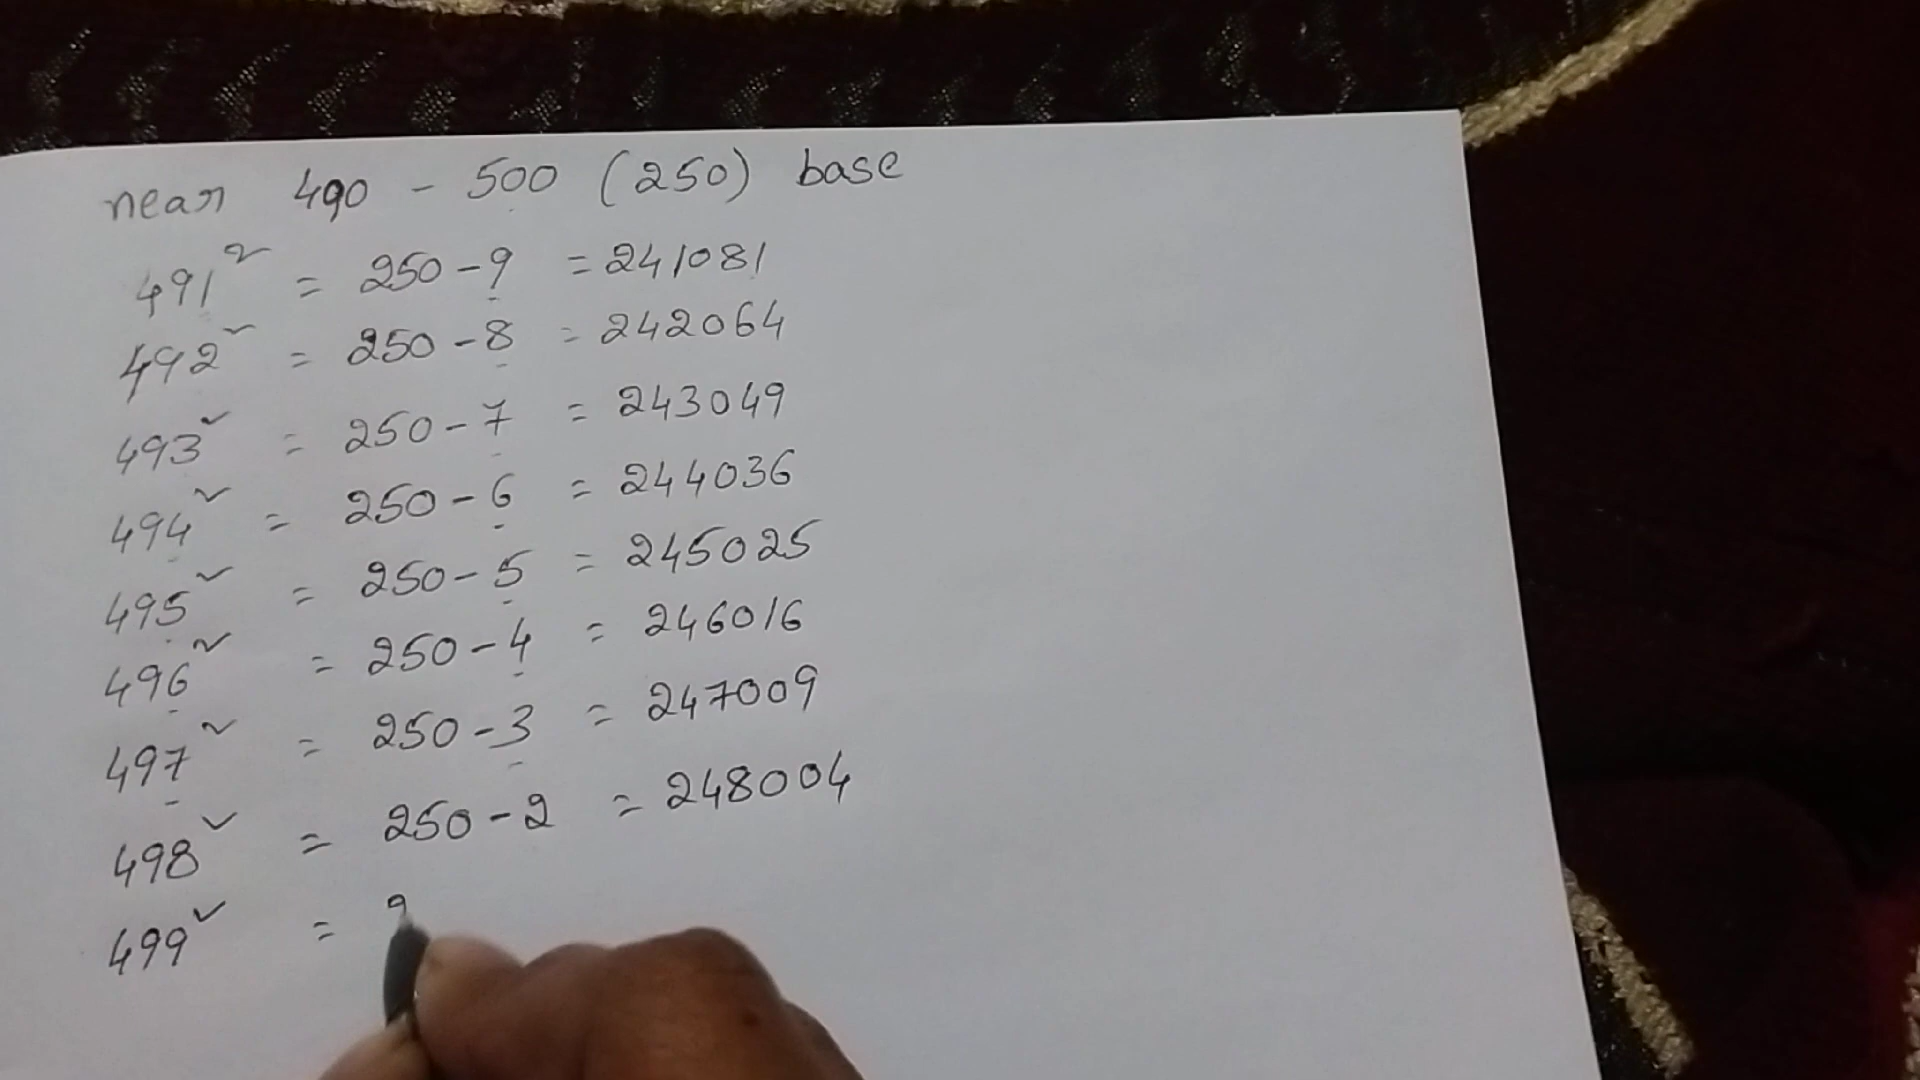 near 490 - 500 (250) base
491² = 250 - 9 = 241081
492² = 250 - 8 = 242064
493² = 250 - 7 = 243049
494² = 250 - 6 = 244036
495² = 250 - 5 = 245025
496² = 250 - 4 = 246016
497² = 250 - 3 = 247009
498² = 250 - 2 = 248004
499² =